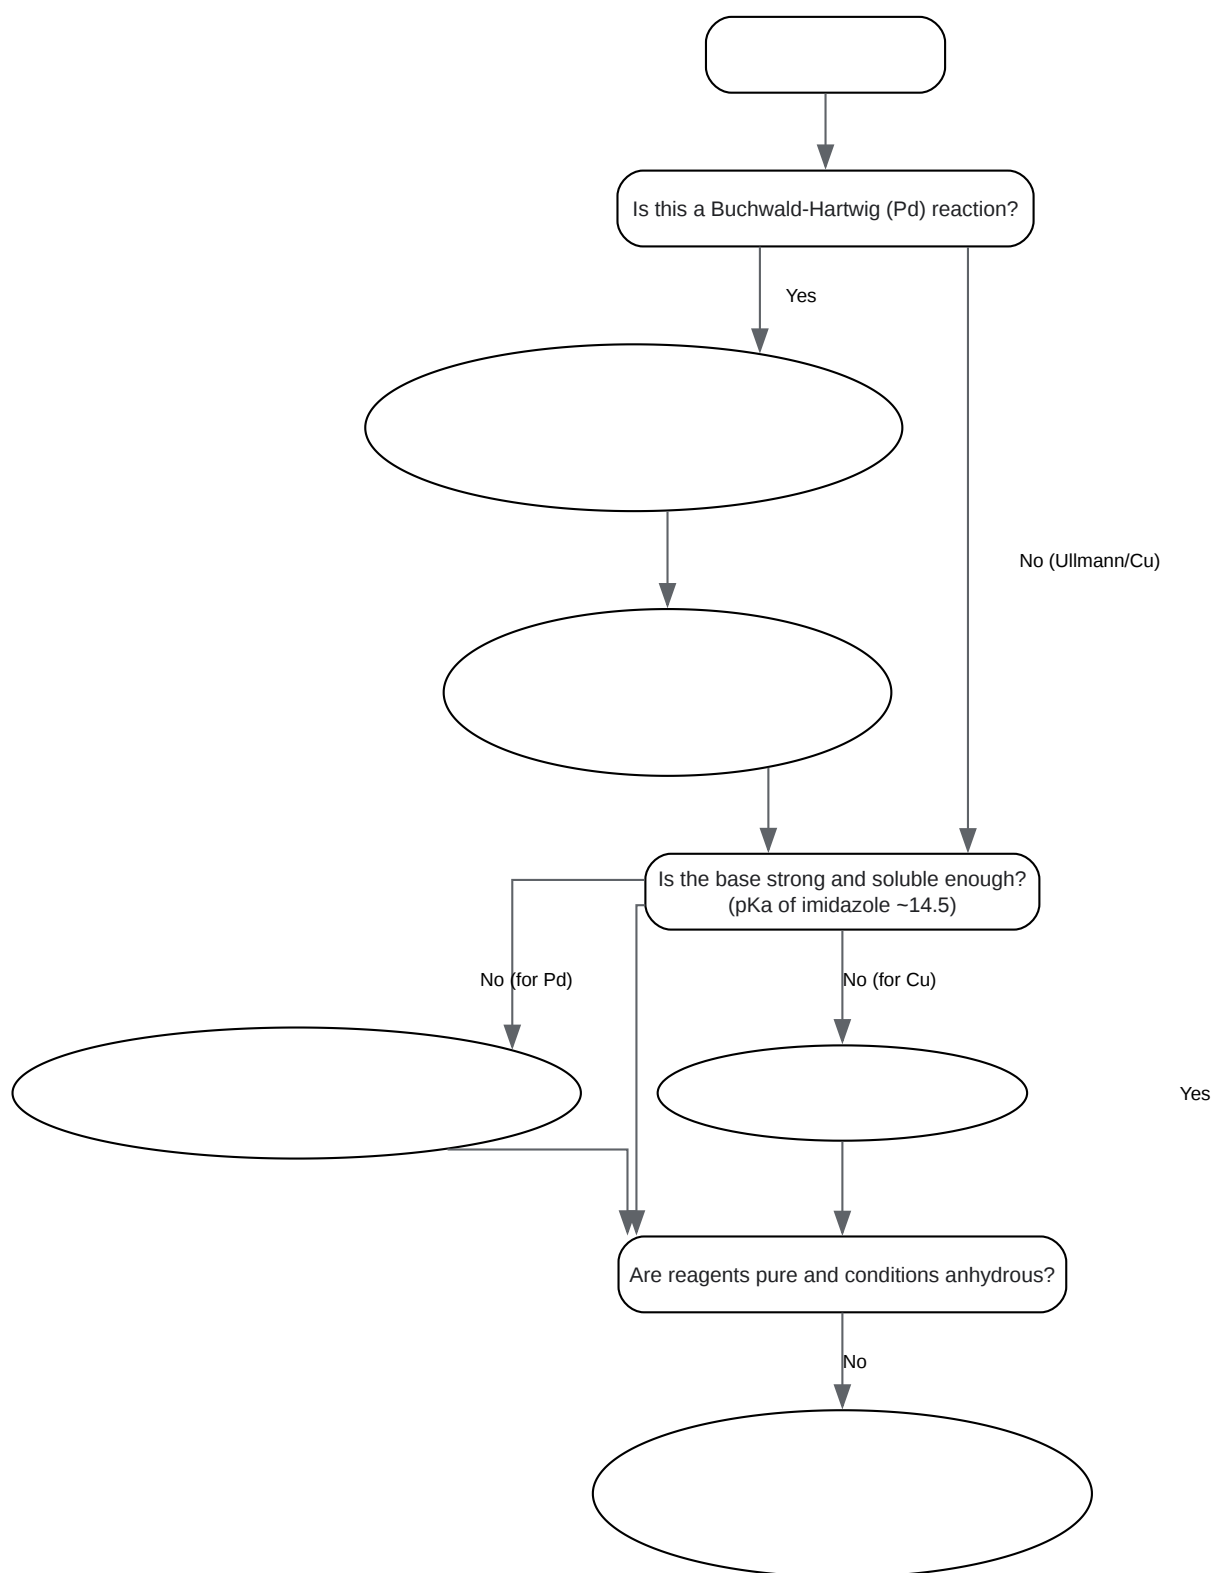 Is this a Buchwald-Hartwig (Pd) reaction?
Yes
No (Ullmann/Cu)
Is the base strong and soluble enough?
(pKa of imidazole ~14.5)
No (for Pd)
No (for Cu)
Yes
Are reagents pure and conditions anhydrous?
No